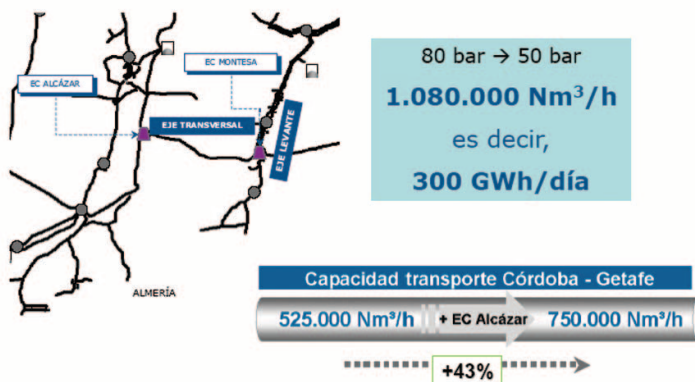 EC MONTESA
EC ALCÁZAR
EJE TRANSVERSAL
EJE LEVANTE
ALMERÍA
80 bar → 50 bar
1.080.000 Nm³/h
es decir,
300 GWh/día
Capacidad transporte Córdoba - Getafe
525.000 Nm³/h + EC Alcázar 750.000 Nm³/h
+43%